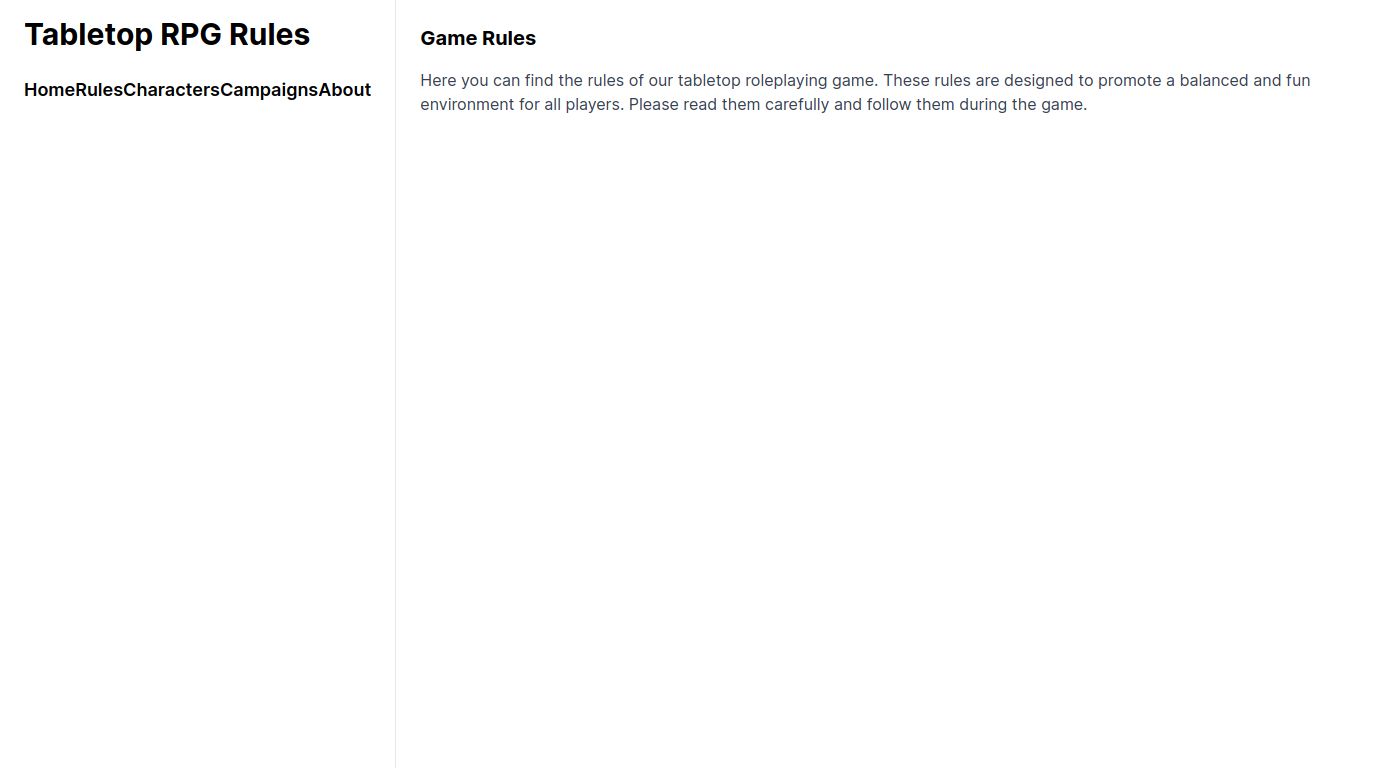 Tabletop RPG Rules
HomeRulesCharactersCampaignsAbout
Game Rules
Here you can find the rules of our tabletop roleplaying game. These rules are designed to promote a balanced and fun
environment for all players. Please read them carefully and follow them during the game.